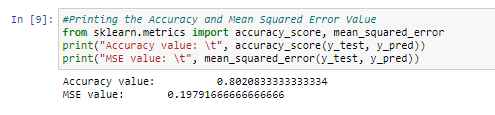 In [9]: #Printing the Accuracy and Mean Squared Error Value
from sklearn.metrics import accuracy_score, mean_squared_error
print("Accuracy value: \t", accuracy_score(y_test, y_pred))
print("MSE value: \t", mean_squared_error(y_test, y_pred))
Accuracy value: 0.8020833333333334
MSE value: 0.19791666666666666